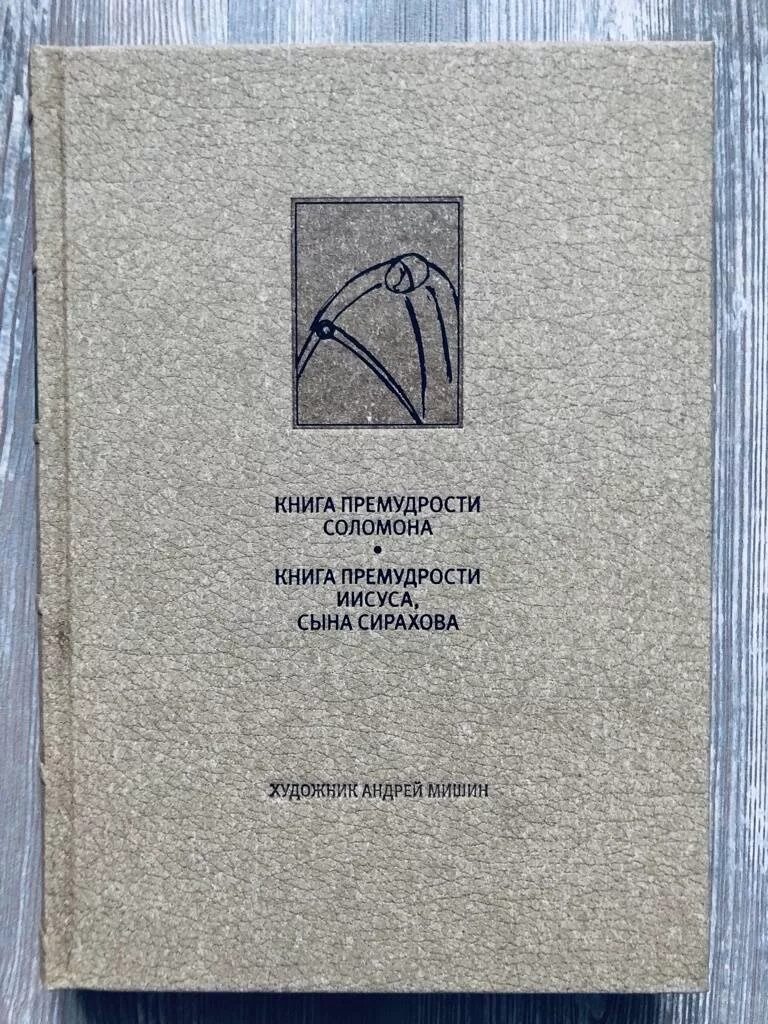 КНИГА ПРЕМУДРОСТИ
СОЛОМОНА
•
КНИГА ПРЕМУДРОСТИ
ИИСУСА,
СЫНА СИРАХОВА
ХУДОЖНИК АНДРЕЙ МИШИН